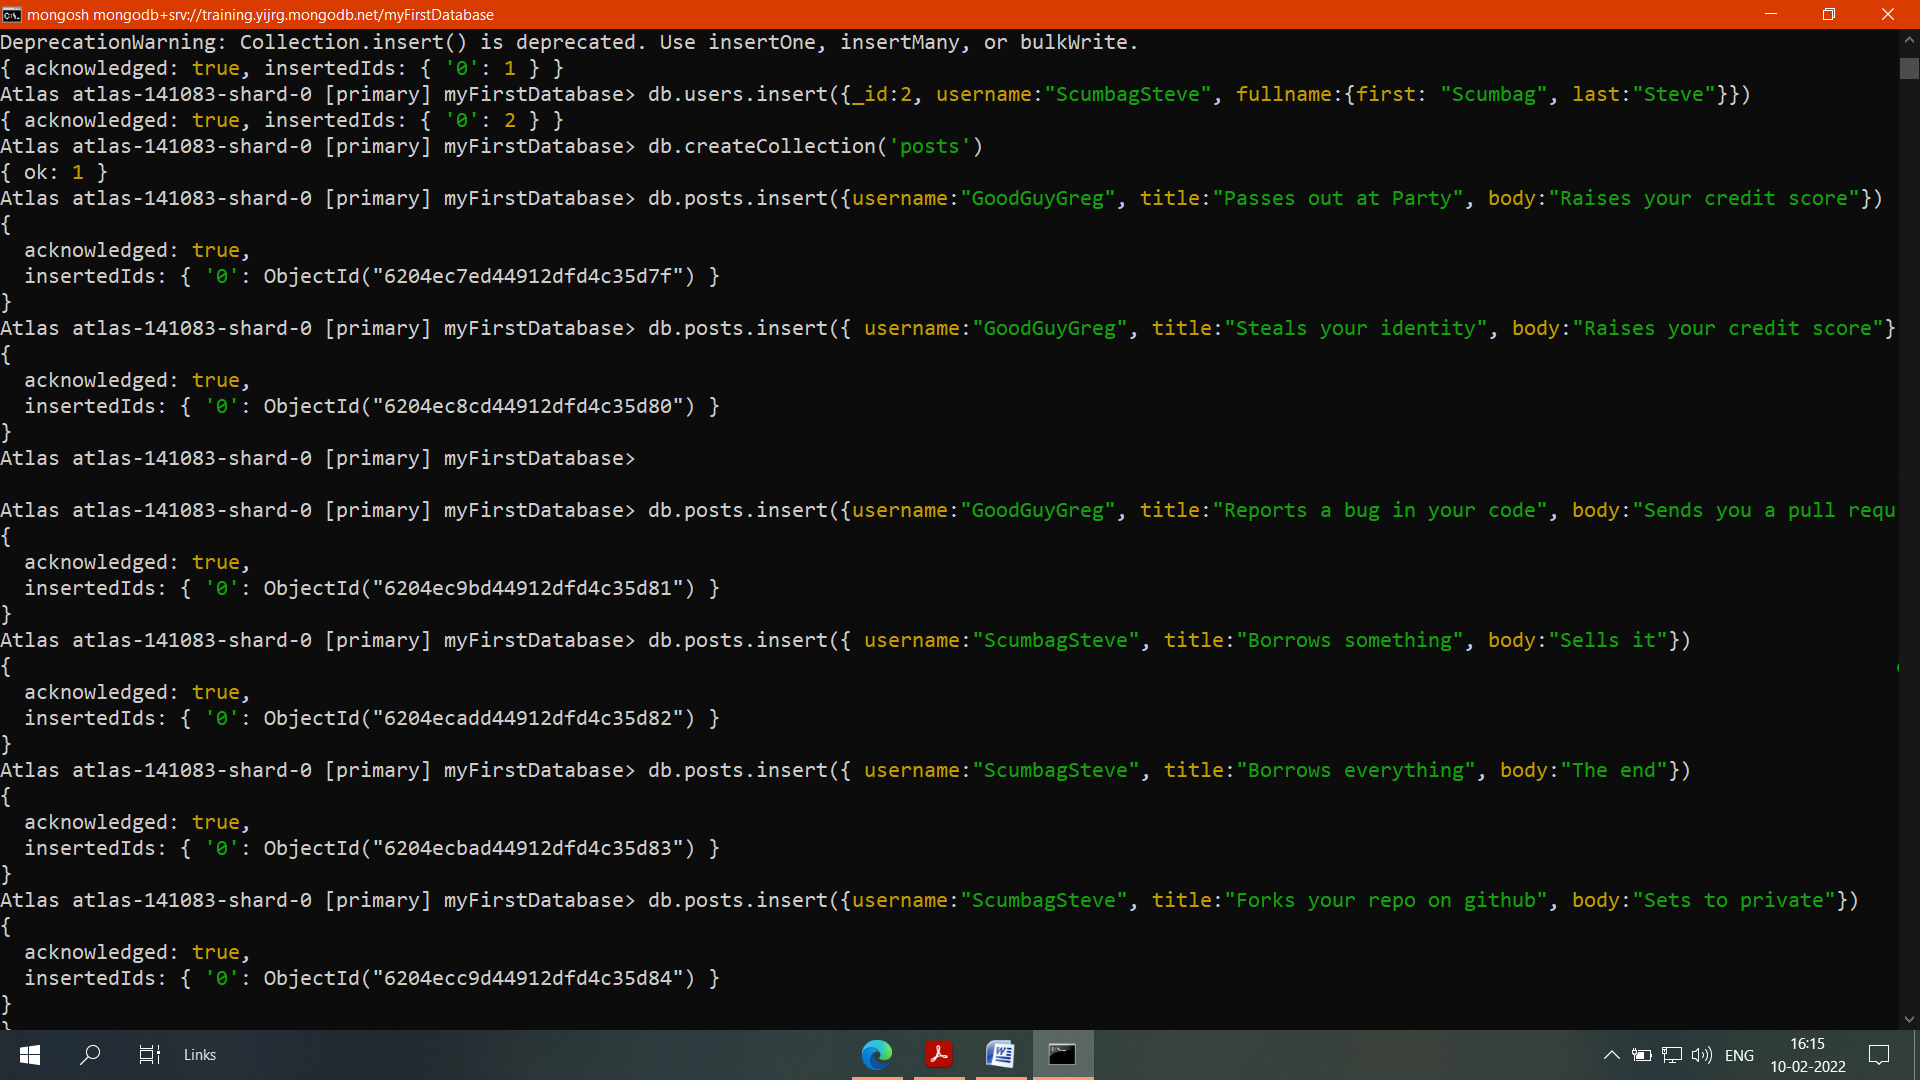 mongosh mongodb+srv://training.yijrg.mongodb.net/myFirstDatabase
DeprecationWarning: Collection.insert() is deprecated. Use insertOne, insertMany, or bulkWrite.
{ acknowledged: true, insertedIds: { '0': 1 } }
Atlas atlas-141083-shard-0 [primary] myFirstDatabase> db.users.insert({_id:2, username:"ScumbagSteve", fullname:{first: "Scumbag", last:"Steve"}})
{ acknowledged: true, insertedIds: { '0': 2 } }
Atlas atlas-141083-shard-0 [primary] myFirstDatabase> db.createCollection('posts')
{ ok: 1 }
Atlas atlas-141083-shard-0 [primary] myFirstDatabase> db.posts.insert({username:"GoodGuyGreg", title:"Passes out at Party", body:"Raises your credit score"})
{
  acknowledged: true,
  insertedIds: { '0': ObjectId("6204ec7ed44912dfd4c35d7f") }
}
Atlas atlas-141083-shard-0 [primary] myFirstDatabase> db.posts.insert({ username:"GoodGuyGreg", title:"Steals your identity", body:"Raises your credit score"}
{
  acknowledged: true,
  insertedIds: { '0': ObjectId("6204ec8cd44912dfd4c35d80") }
}
Atlas atlas-141083-shard-0 [primary] myFirstDatabase>
Atlas atlas-141083-shard-0 [primary] myFirstDatabase> db.posts.insert({username:"GoodGuyGreg", title:"Reports a bug in your code", body:"Sends you a pull requ
{
  acknowledged: true,
  insertedIds: { '0': ObjectId("6204ec9bd44912dfd4c35d81") }
}
Atlas atlas-141083-shard-0 [primary] myFirstDatabase> db.posts.insert({ username:"ScumbagSteve", title:"Borrows something", body:"Sells it"})
{
  acknowledged: true,
  insertedIds: { '0': ObjectId("6204ecadd44912dfd4c35d82") }
}
Atlas atlas-141083-shard-0 [primary] myFirstDatabase> db.posts.insert({ username:"ScumbagSteve", title:"Borrows everything", body:"The end"})
{
  acknowledged: true,
  insertedIds: { '0': ObjectId("6204ecbad44912dfd4c35d83") }
}
Atlas atlas-141083-shard-0 [primary] myFirstDatabase> db.posts.insert({username:"ScumbagSteve", title:"Forks your repo on github", body:"Sets to private"})
{
  acknowledged: true,
  insertedIds: { '0': ObjectId("6204ecc9d44912dfd4c35d84") }
}
}
Links
ENG
16:15
10-02-2022